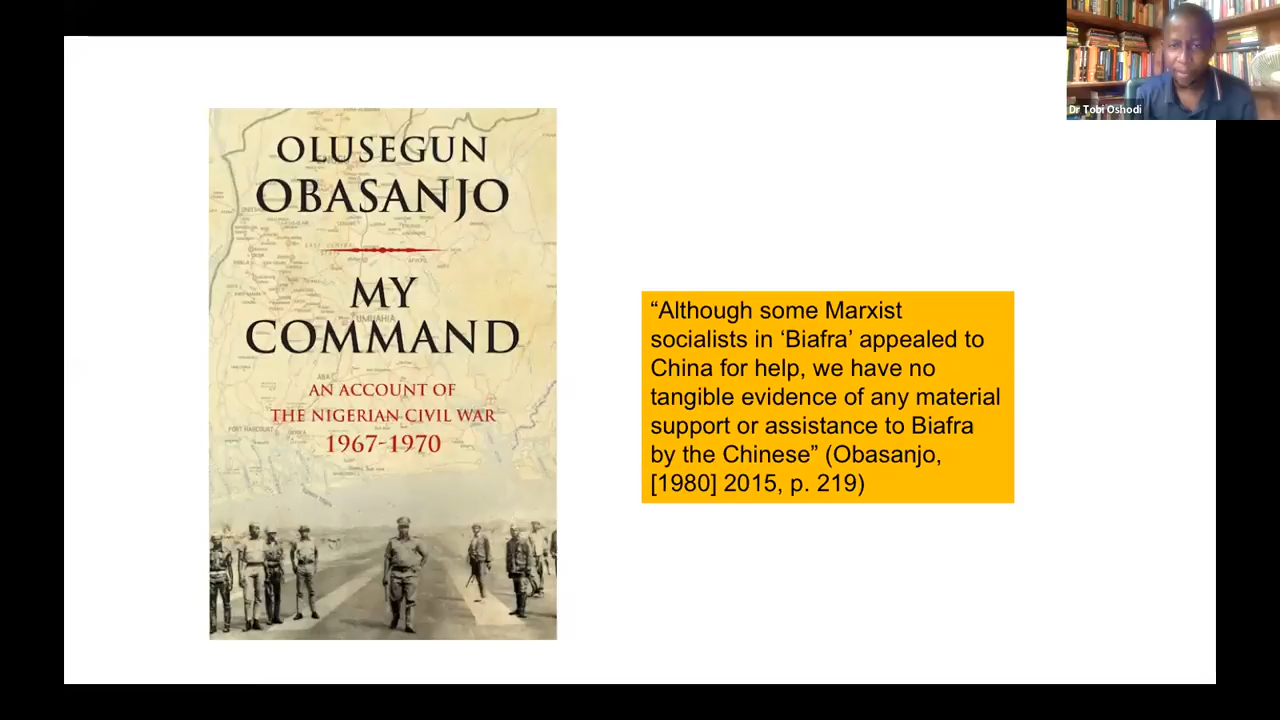 OLUSEGUN
OBASANJO
MY
COMMAND
AN ACCOUNT OF
THE NIGERIAN CIVIL WAR
1967-1970
“Although some Marxist
socialists in ‘Biafra’ appealed to
China for help, we have no
tangible evidence of any material
support or assistance to Biafra
by the Chinese” (Obasanjo,
[1980] 2015, p. 219)
Dr Tobi Oshodi
UMUAHIA
PORT HARCOURT